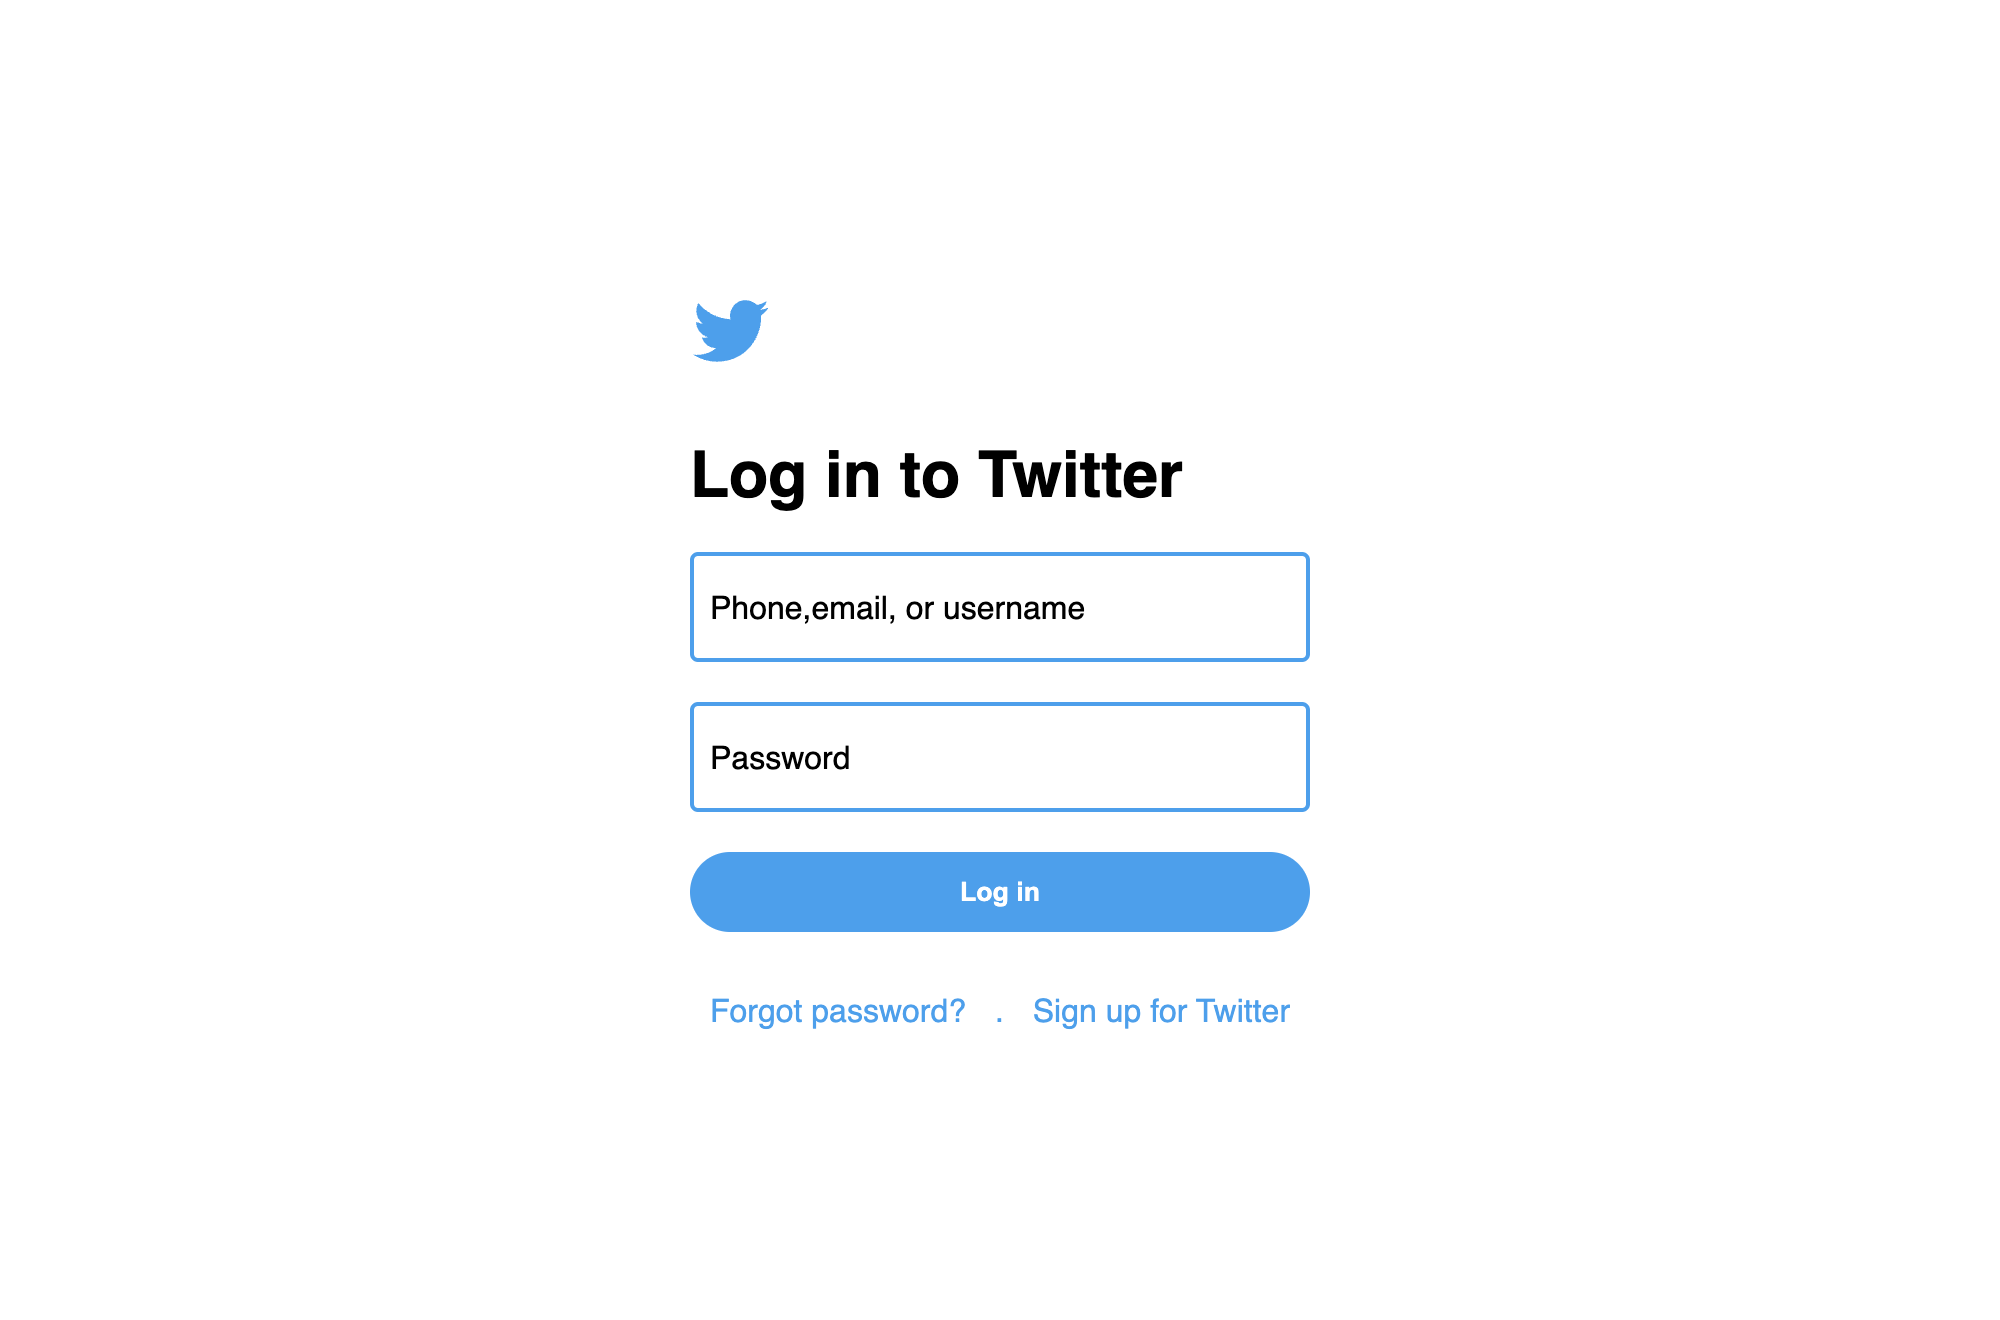 Log in to Twitter
Phone,email, or username
Password
Log in
Forgot password? . Sign up for Twitter